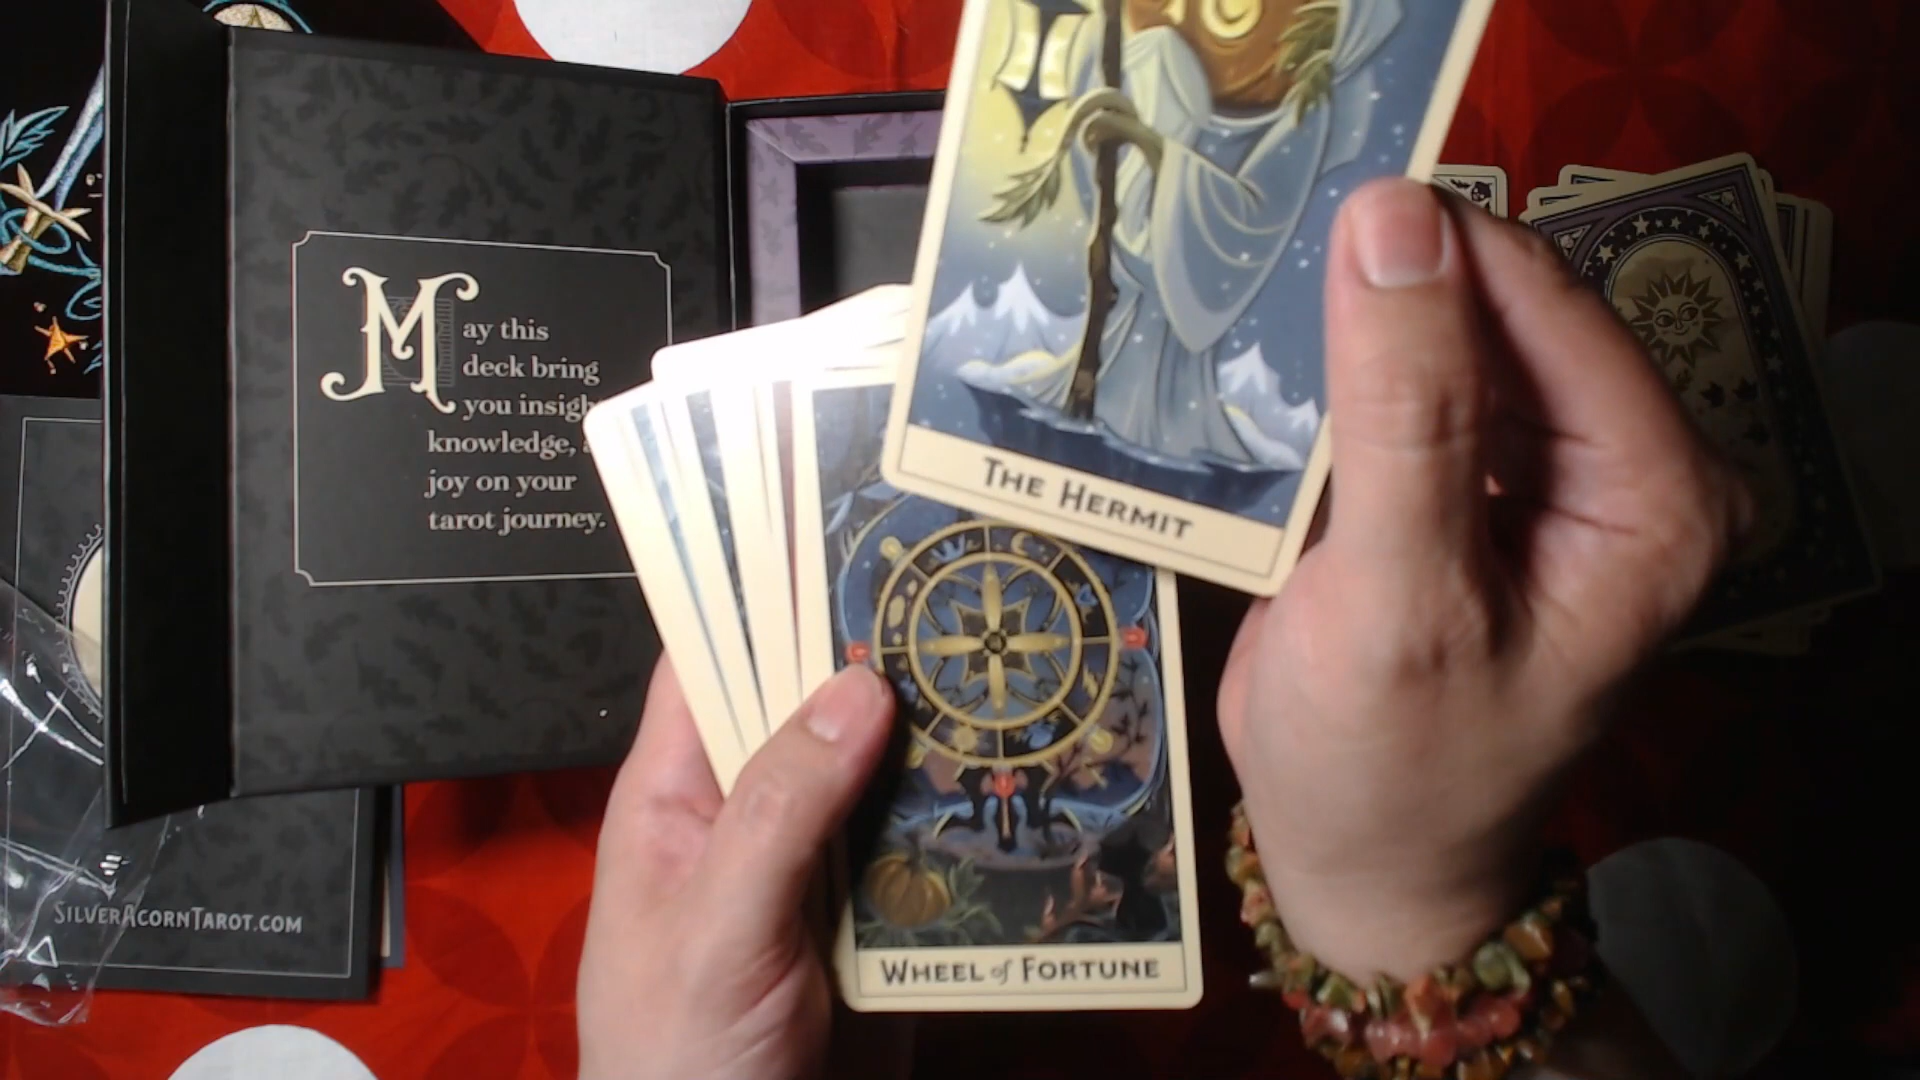 May this
deck bring
you insigh
knowledge,
joy on your
tarot journey.
THE HERMIT
WHEEL of FORTUNE
SILVERACORNTAROT.COM